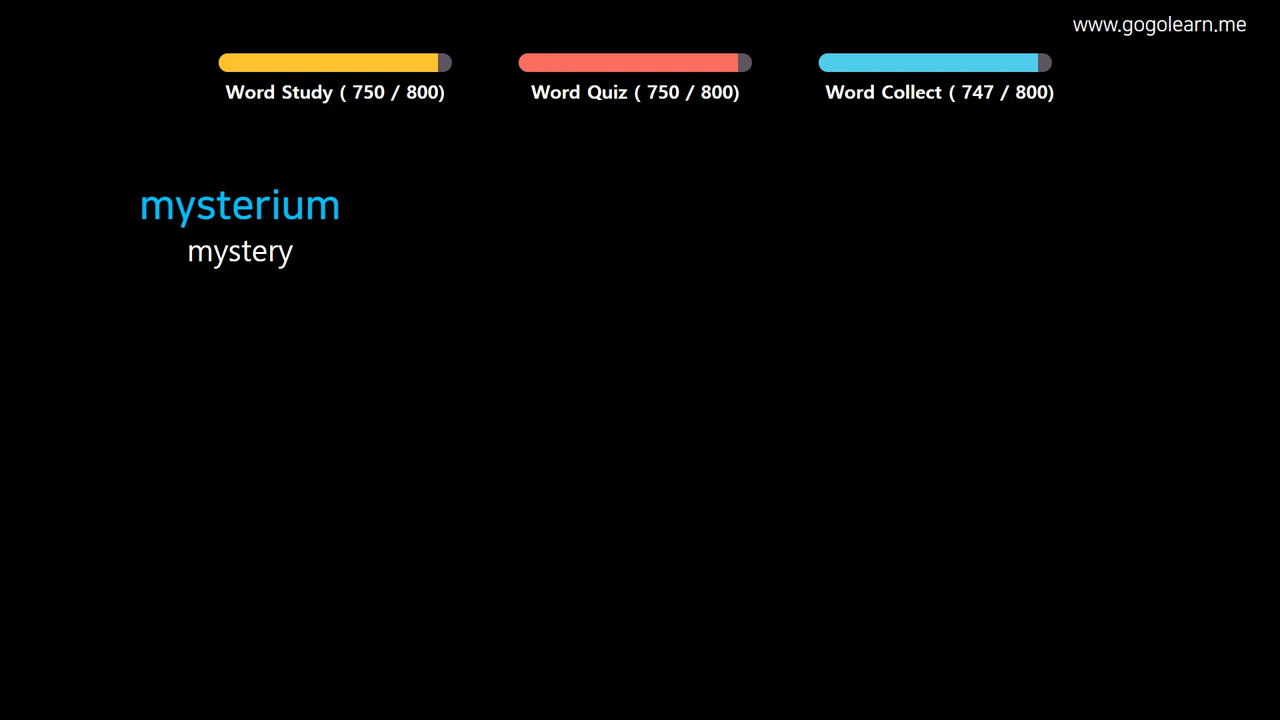 www.gogolearn.me
Word Study ( 750 / 800)
Word Quiz ( 750 / 800)
Word Collect ( 747 / 800)
mysterium
mystery